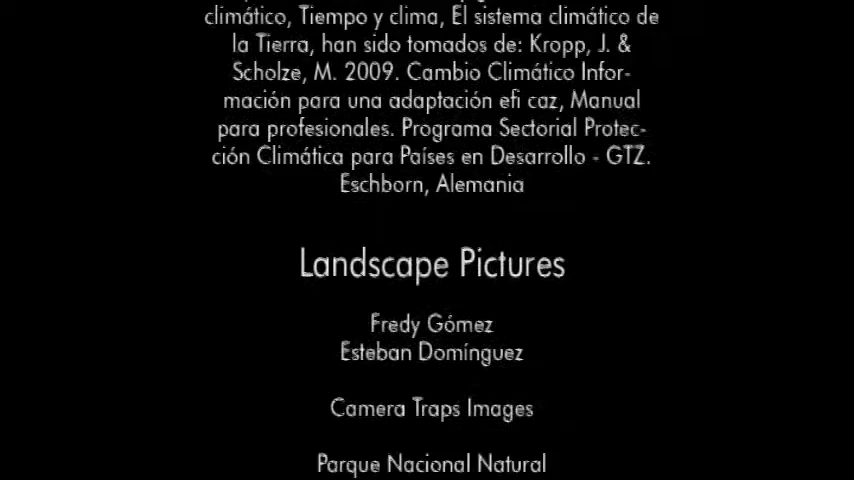 climático, Tiempo y clima, El sistema climático de
la Tierra, han sido tomados de: Kropp, J. &
Scholze, M. 2009. Cambio Climático Infor-
mación para una adaptación efi caz, Manual
para profesionales. Programa Sectorial Protec-
ción Climática para Países en Desarrollo - GTZ.
Eschborn, Alemania
Landscape Pictures
Fredy Gómez
Esteban Domínguez
Camera Traps Images
Parque Nacional Natural